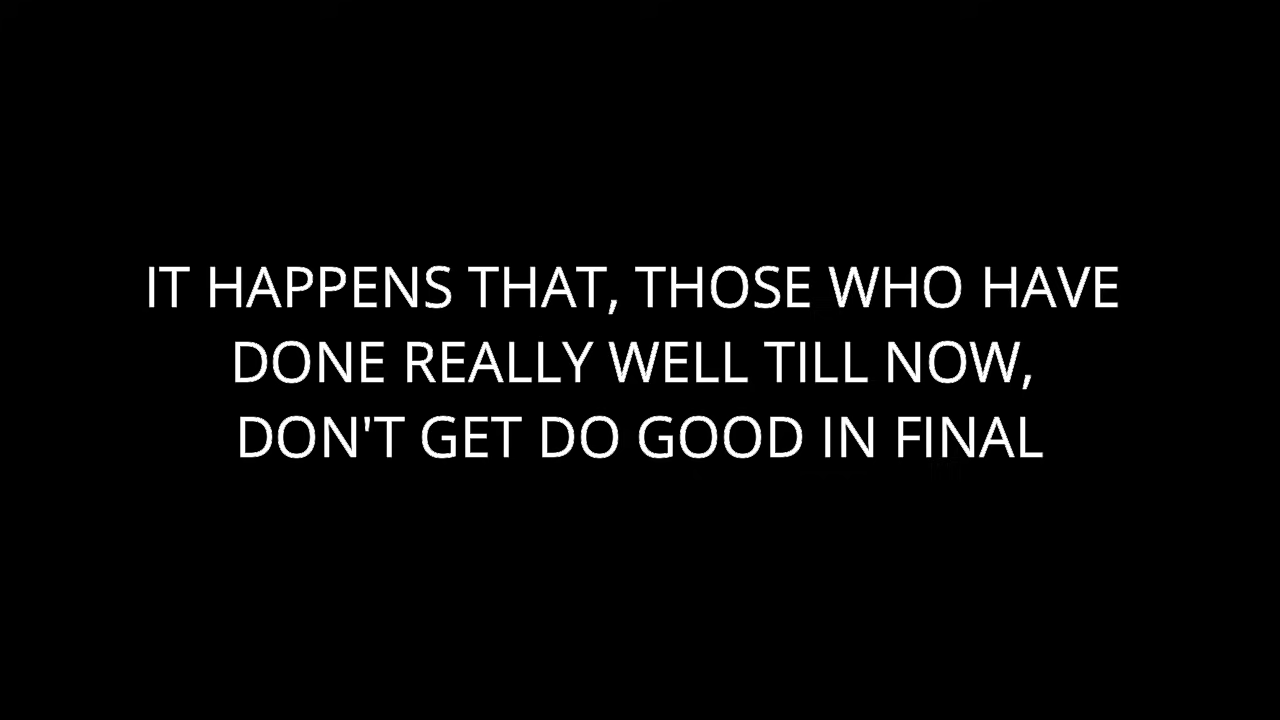 IT HAPPENS THAT, THOSE WHO HAVE
DONE REALLY WELL TILL NOW,
DON'T GET DO GOOD IN FINAL